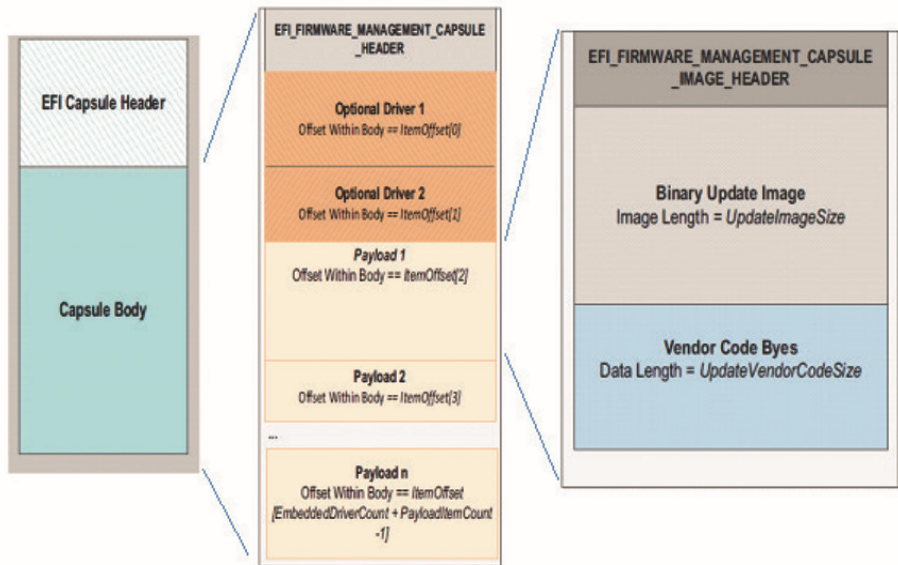 EFI Capsule Header
Capsule Body
EFI_FIRMWARE_MANAGEMENT_CAPSULE
_HEADER
Optional Driver 1
Offset Within Body == ItemOffset[0]
Optional Driver 2
Offset Within Body == ItemOffset[1]
Payload 1
Offset Within Body == ItemOffset[2]
Payload 2
Offset Within Body == ItemOffset[3]
...
Payload n
Offset Within Body == ItemOffset
[EmbeddedDriverCount + PayloadItemCount
-1]
EFI_FIRMWARE_MANAGEMENT_CAPSULE
_IMAGE_HEADER
Binary Update Image
Image Length = UpdateImageSize
Vendor Code Byes
Data Length = UpdateVendorCodeSize